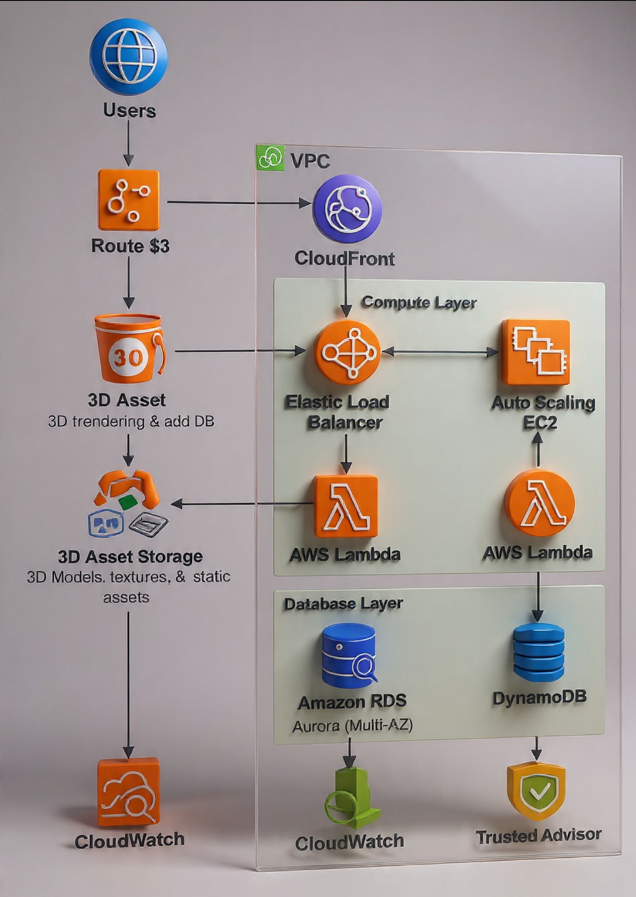 Users
VPC
Route $3
CloudFront
Compute Layer
30
3D Asset
3D trendering & add DB
Elastic Load
Balancer
Auto Scaling
EC2
3D Asset Storage
3D Models. textures, & static
assets
AWS Lambda
AWS Lambda
Database Layer
Amazon RDS
Aurora (Multi-AZ)
DynamoDB
CloudWatch
CloudWatch
Trusted Advisor